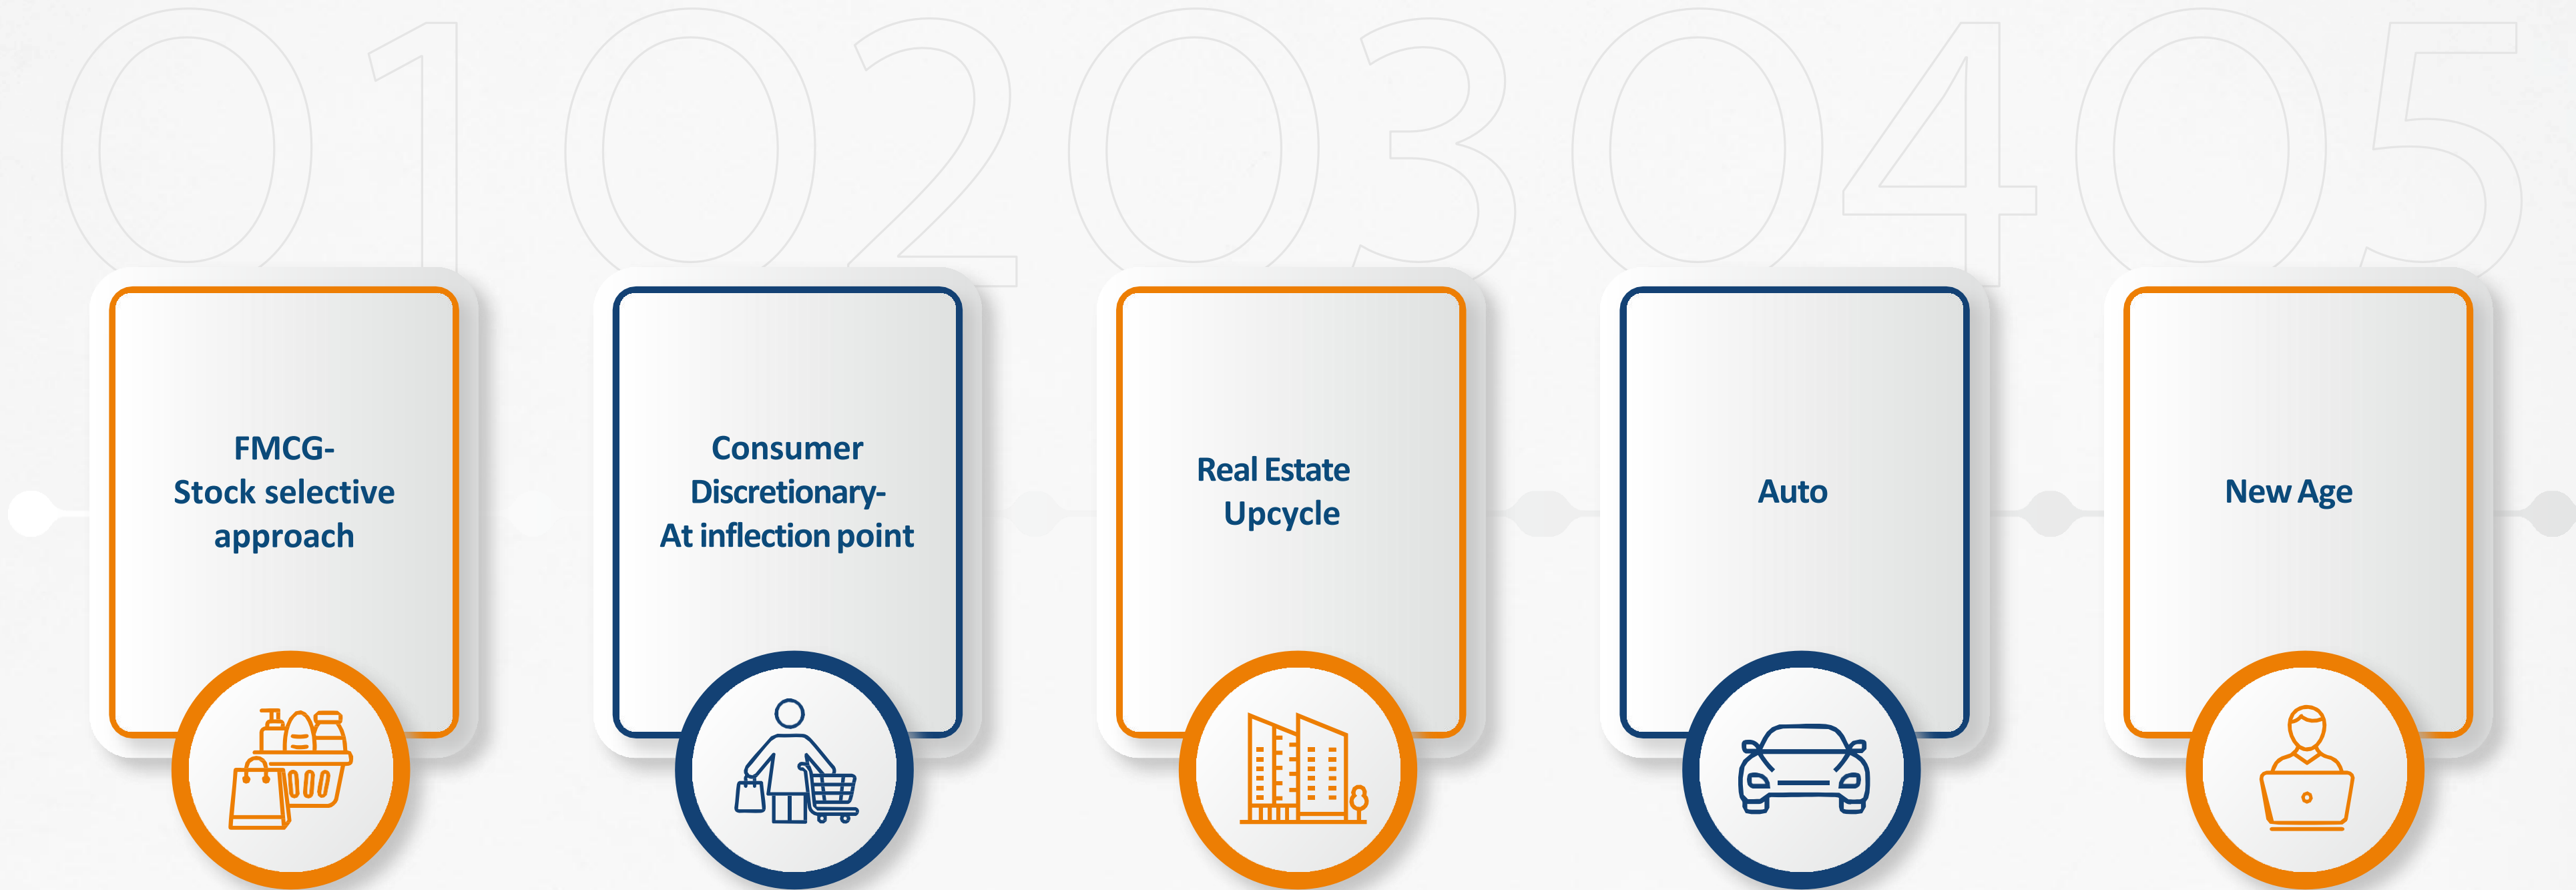 01
02
03
04
05
FMCG-
Stock selective
approach
Consumer
Discretionary-
At inflection point
Real Estate
Upcycle
Auto
New Age